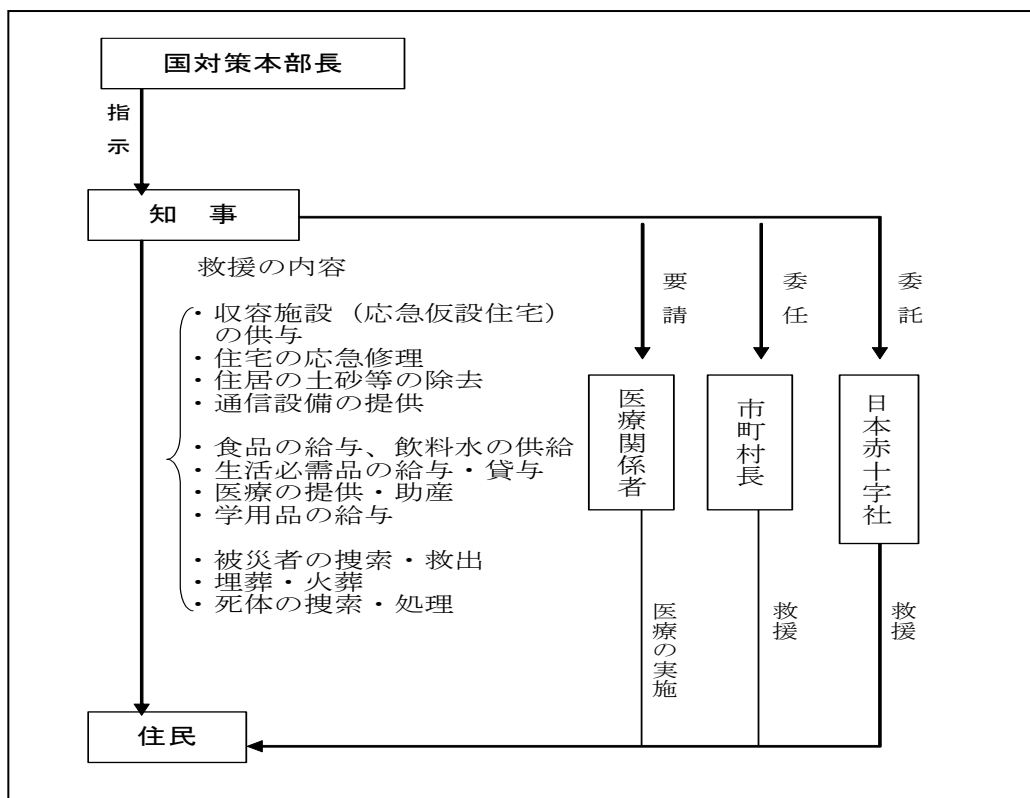 国対策本部長
指示
知　事
救援の内容
・収容施設（応急仮設住宅）
の供与
・住宅の応急修理
・住居の土砂等の除去
・通信設備の提供
・食品の給与、飲料水の供給
・生活必需品の給与・貸与
・医療の提供・助産
・学用品の給与
・被災者の捜索・救出
・埋葬・火葬
・死体の捜索・処理
要請
委任
委託
医療関係者
市町村長
日本赤十字社
医療の実施
救援
救援
住民